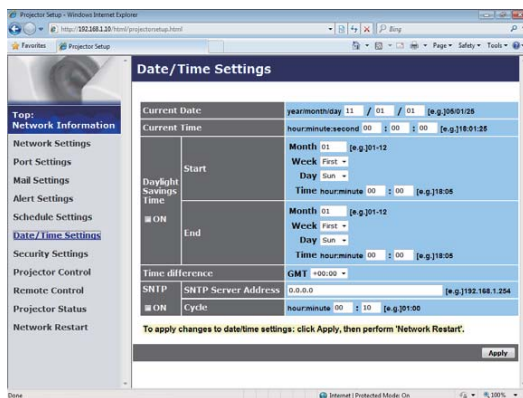 Projector Setup - Windows Internet Explorer
http://192.168.1.10/html/projectorsetup.html
Bing
Favorites Projector Setup Page Safety Tools
Date/Time Settings
Top:
Network Information
Network Settings
Port Settings
Mail Settings
Alert Settings
Schedule Settings
Date/Time Settings
Security Settings
Projector Control
Remote Control
Projector Status
Network Restart
Current Date year/month/day 11 / 01 / 01 [e.g.]05/01/25
Current Time hour:minute:second 00 : 00 : 00 [e.g.]18:01:25
Daylight Savings Time
ON
Start
Month 01 [e.g.]01-12
Week First
Day Sun
Time hour:minute 00 : 00 [e.g.]18:05
End
Month 01 [e.g.]01-12
Week First
Day Sun
Time hour:minute 00 : 00 [e.g.]18:05
Time difference GMT +00:00
SNTP
ON
SNTP Server Address 0.0.0.0 [e.g.]192.168.1.254
Cycle hour:minute 00 : 10 [e.g.]01:00
To apply changes to date/time settings: click Apply, then perform 'Network Restart'.
Apply
Done Internet | Protected Mode: On 100%